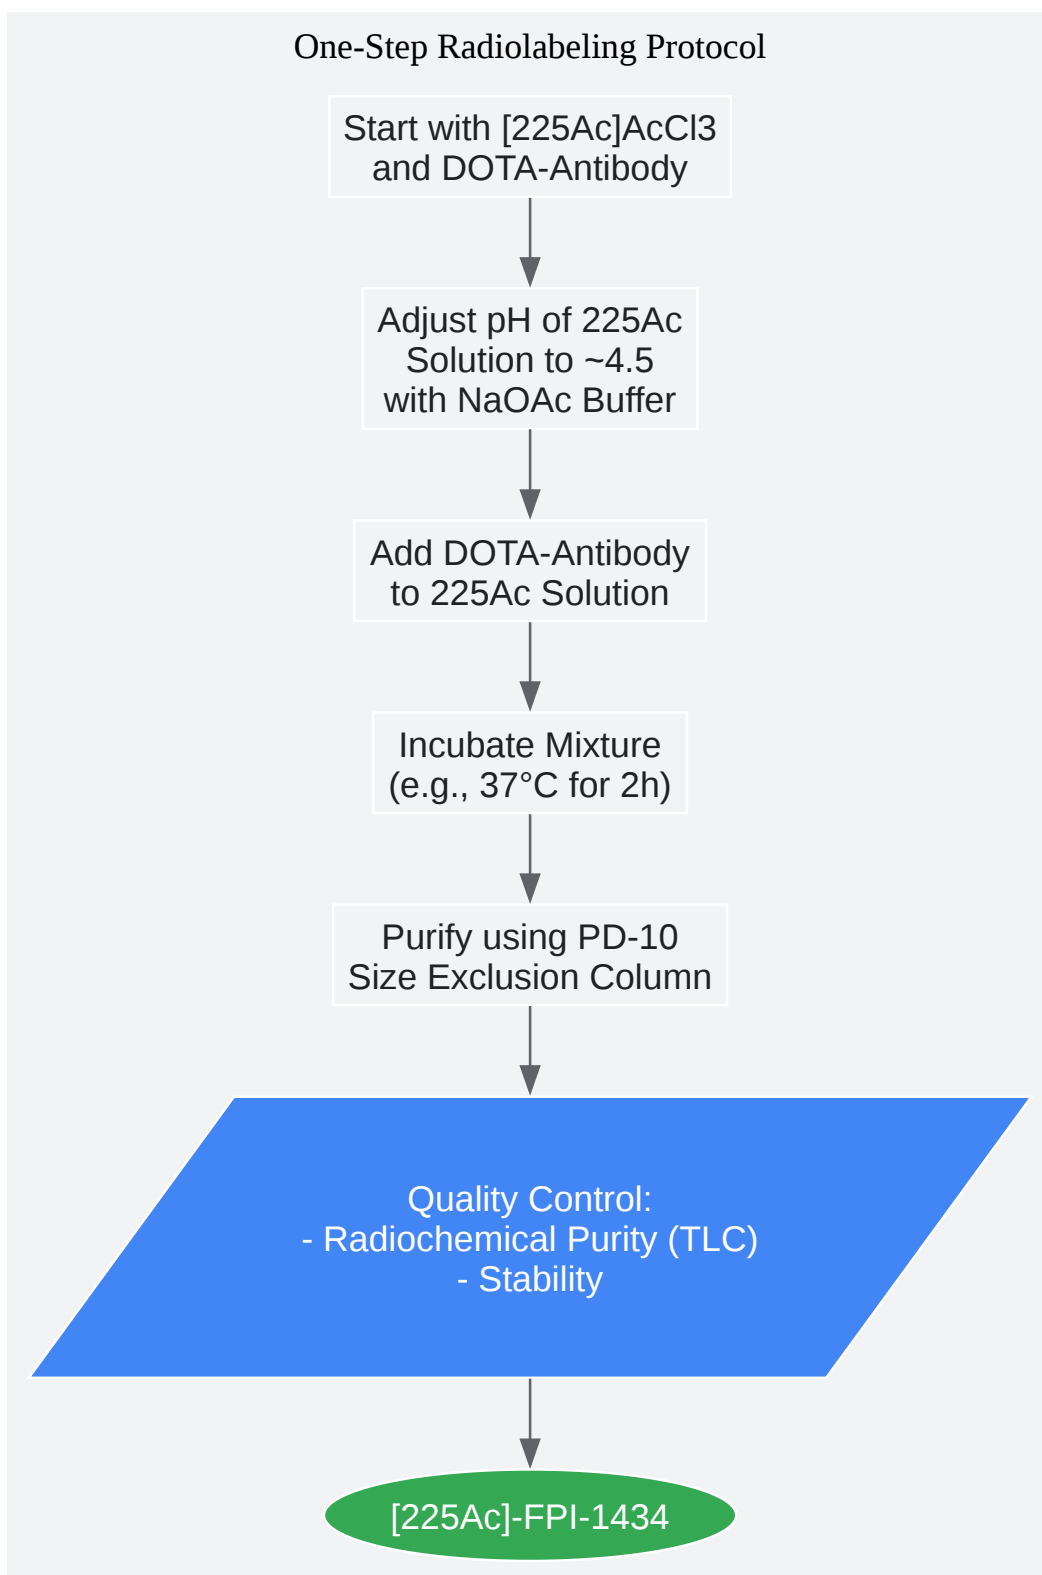 One-Step Radiolabeling Protocol
Start with [225Ac]AcCl3
and DOTA-Antibody
Adjust pH of 225Ac
Solution to ~4.5
with NaOAc Buffer
Add DOTA-Antibody
to 225Ac Solution
Incubate Mixture
(e.g., 37°C for 2h)
Purify using PD-10
Size Exclusion Column
Quality Control:
- Radiochemical Purity (TLC)
- Stability
[225Ac]-FPI-1434